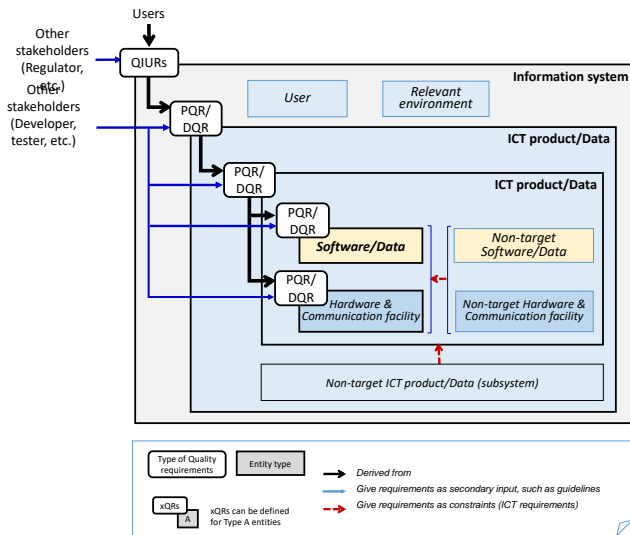 Users
Other
stakeholders
(Regulator,
etc.)
QIURs
Information system
User
Relevant
environment
Other
stakeholders
(Developer,
tester, etc.)
PQR/
DQR
ICT product/Data
PQR/
DQR
ICT product/Data
PQR/
DQR
Software/Data
Non-target
Software/Data
PQR/
DQR
Hardware &
Communication facility
Non-target Hardware &
Communication facility
Non-target ICT product/Data (subsystem)
Type of Quality
requirements
Entity type
Derived from
Give requirements as secondary input, such as guidelines
Give requirements as constraints (ICT requirements)
xQRs
A
xQRs can be defined
for Type A entities